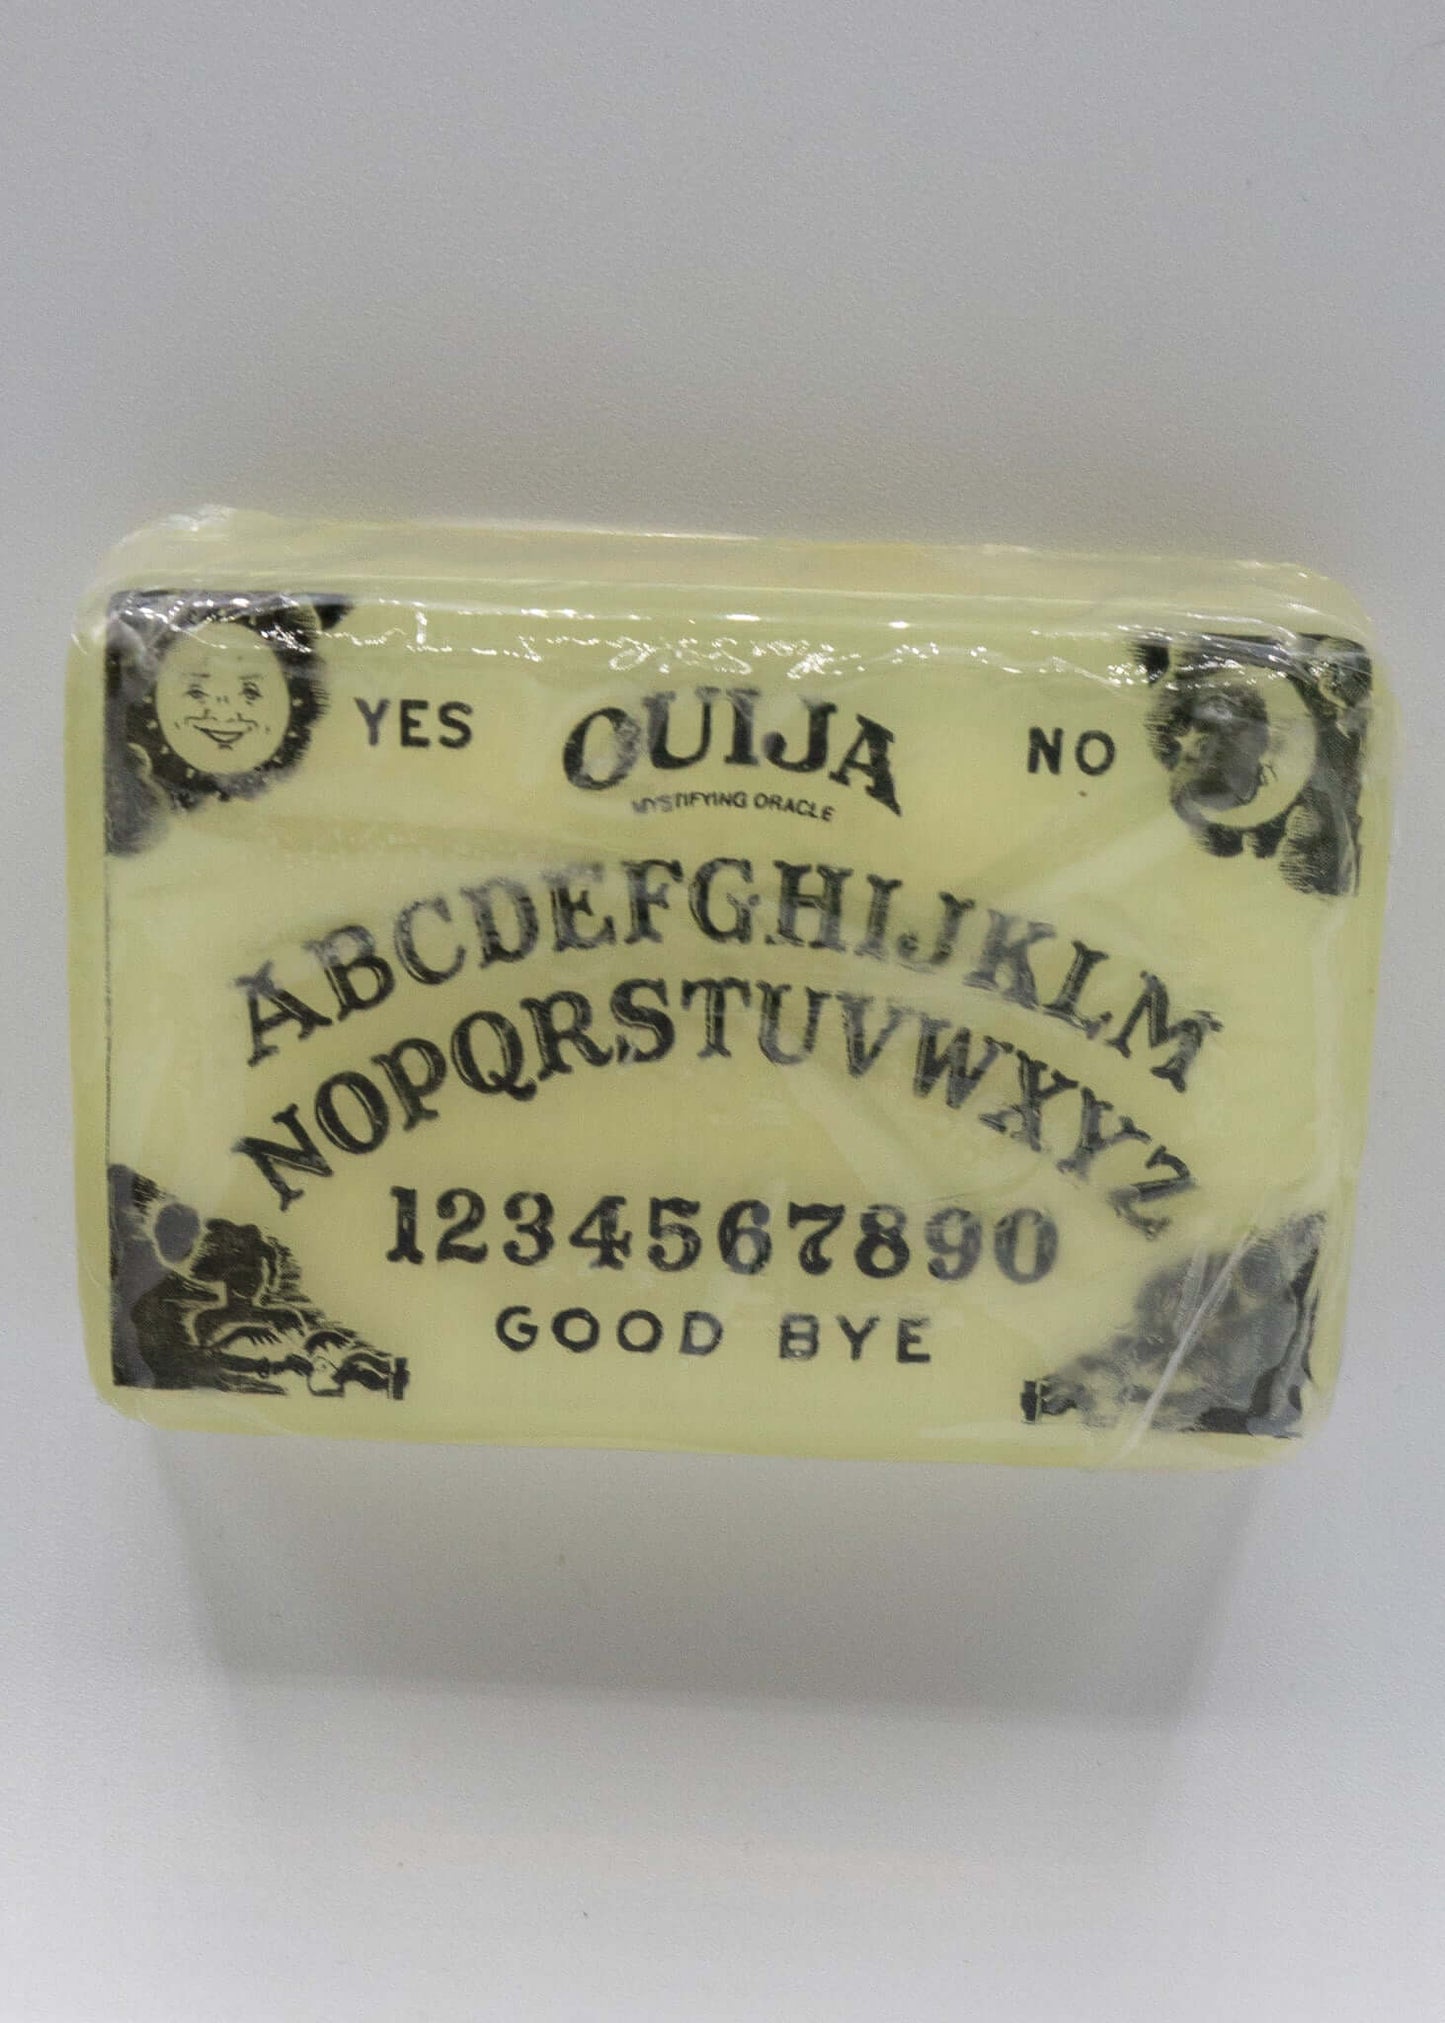 YES OUIJA NO
MYSTIFYING ORACLE
ABCDEFGHIJKLM
NOPQRSTUVWXYZ
1234567890
GOOD BYE